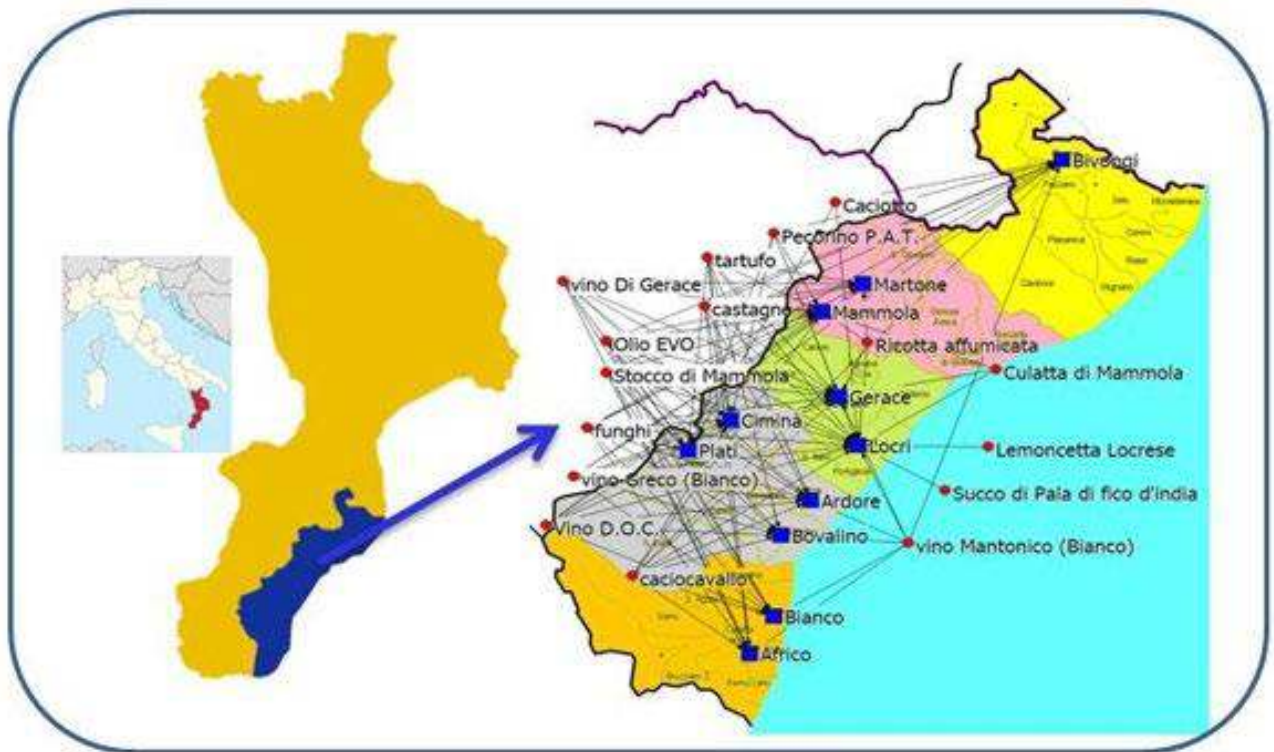 Bivongi
Caciotto
Pecorino P.A.T.
tartufo
vino Di Gerace
Martone
castagne
Mammola
Olio EVO
Ricotta affumicata
Stocco di Mammola
Culatta di Mammola
Gerace
Cimina
funghi
Locri
Plati
Lemoncetta Locrese
vino Greco (Bianco)
Succo di Pala di fico d'india
Ardore
Vino D.O.C.
Bovalino
vino Mantonico (Bianco)
caciocavallo
Bianco
Africo